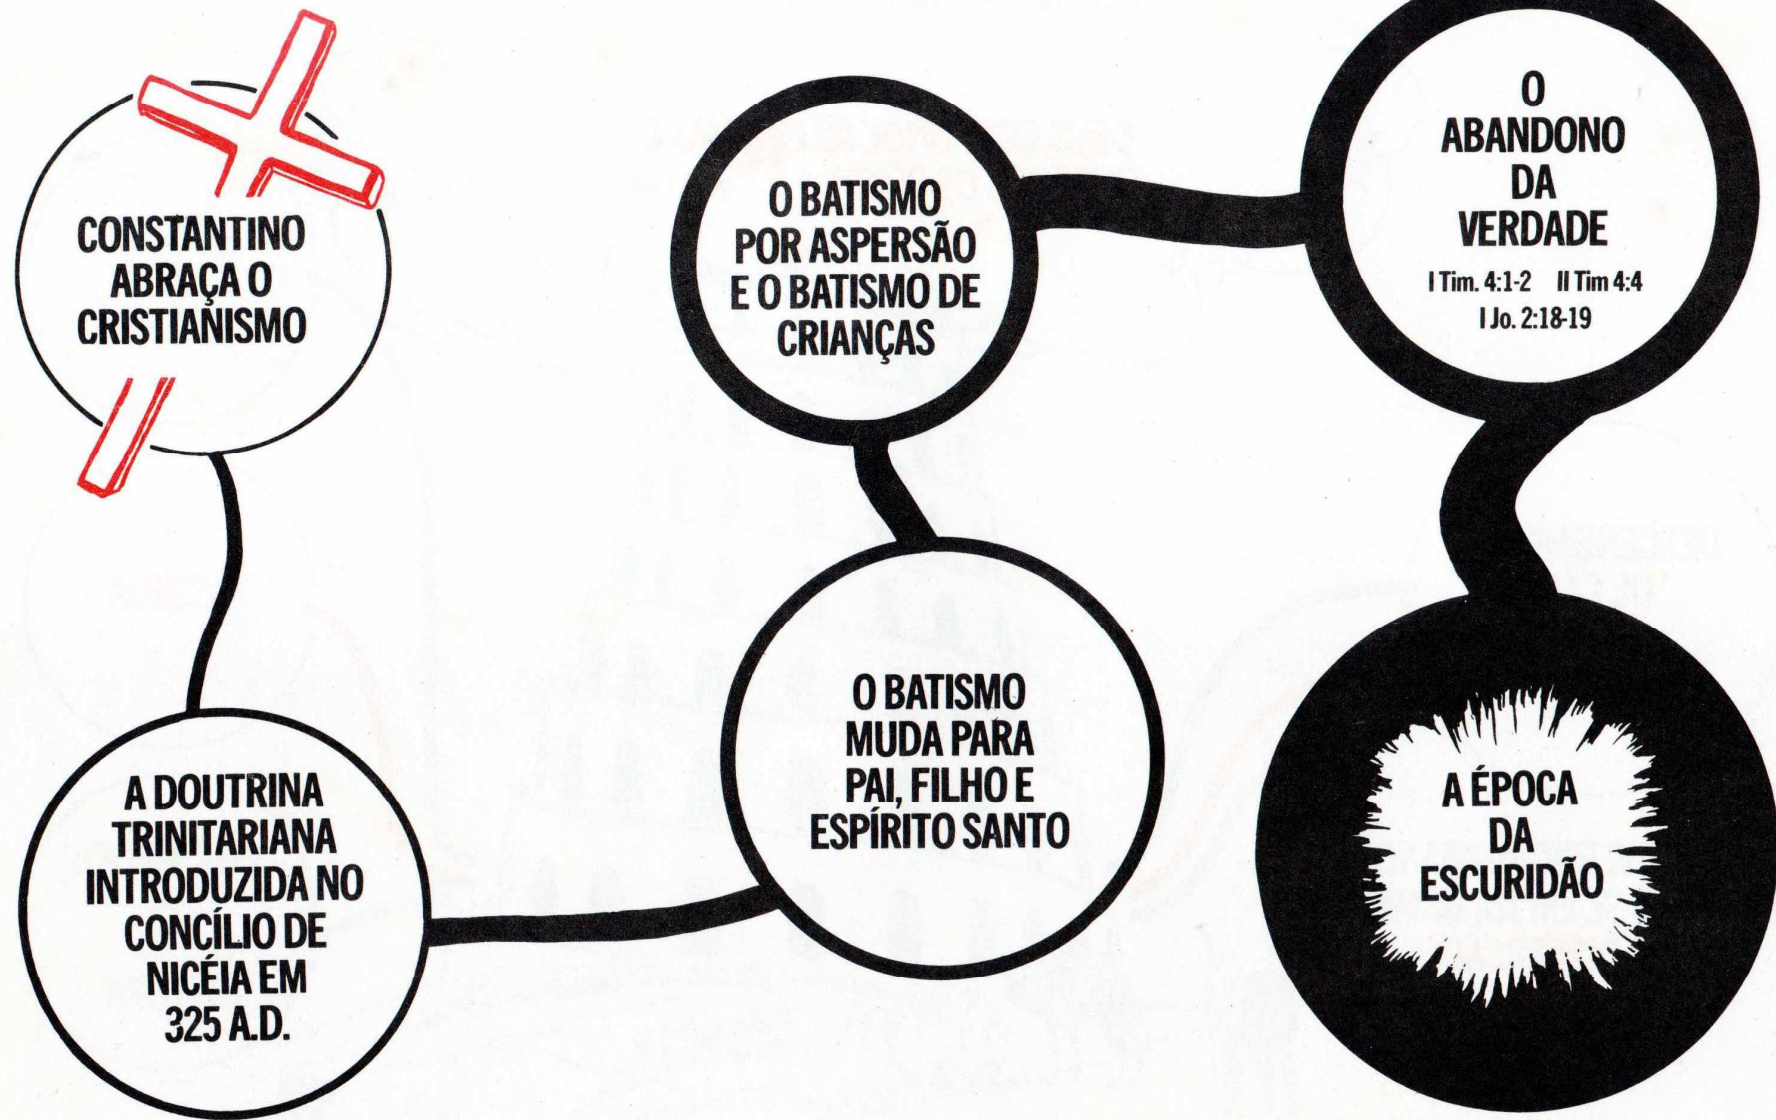 CONSTANTINO
ABRAÇA O
CRISTIANISMO
A DOUTRINA
TRINITARIANA
INTRODUZIDA NO
CONCÍLIO DE
NICÉIA EM
325 A.D.
O BATISMO
MUDA PARA
PAI, FILHO E
ESPÍRITO SANTO
O BATISMO
POR ASPERSÃO
E O BATISMO DE
CRIANÇAS
O
ABANDONO
DA
VERDADE
I Tim. 4:1-2 II Tim 4:4
I Jo. 2:18-19
A ÉPOCA
DA
ESCURIDÃO